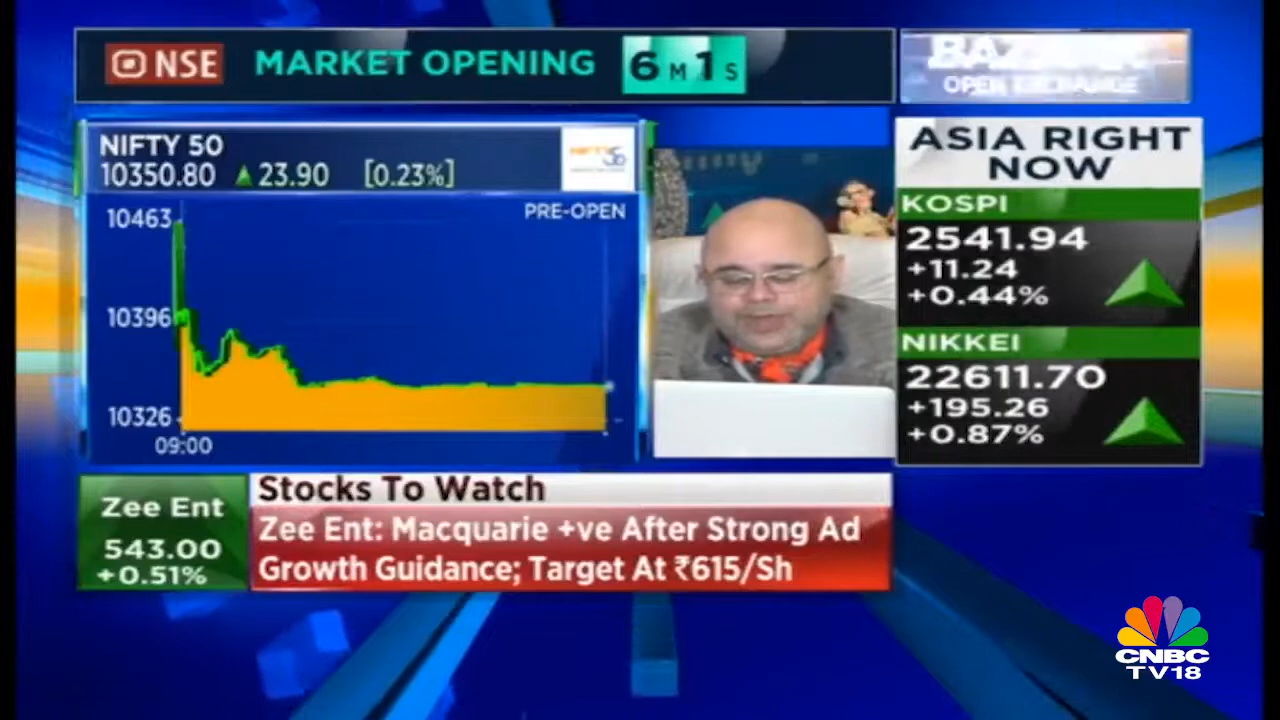 NSE MARKET OPENING 6 M 1 S
OPEN EXCHANGE
NIFTY 50
10350.80 ▲ 23.90 [0.23%]
PRE-OPEN
10463
10396
10326
09:00
ASIA RIGHT
NOW
KOSPI
2541.94
+11.24
+0.44%
NIKKEI
22611.70
+195.26
+0.87%
Zee Ent
543.00
+0.51%
Stocks To Watch
Zee Ent: Macquarie +ve After Strong Ad
Growth Guidance; Target At ₹615/Sh
CNBC
TV18